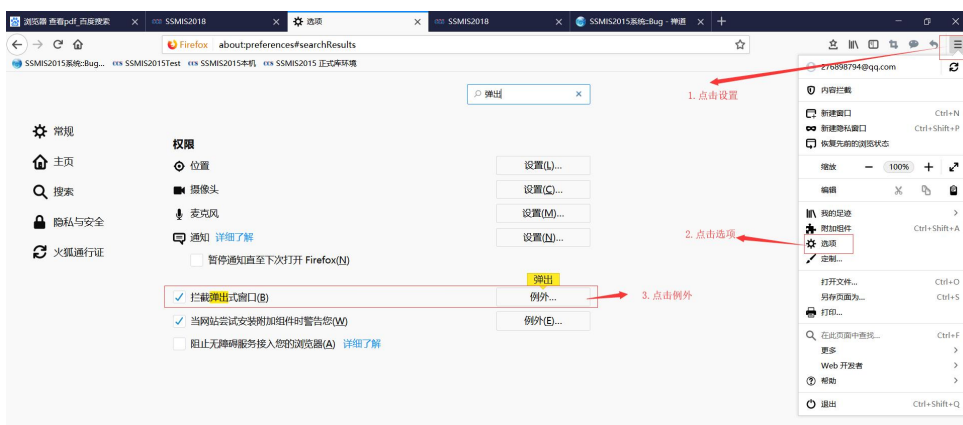 浏览器 查看pdf_百度搜索
SSMIS2018
选项
SSMIS2018
SSMIS2015系统::Bug - 禅道
Firefox about:preferences#searchResults
SSMIS2015系统::Bug... SSMIS2015Test SSMIS2015本机 SSMIS2015 正式库环境
弹出
1. 点击设置
常规
主页
搜索
隐私与安全
火狐通行证
权限
位置 设置(L)...
摄像头 设置(C)...
麦克风 设置(M)...
通知 详细了解 设置(N)...
暂停通知直至下次打开 Firefox(N)
弹出
拦截弹出式窗口(B) 例外...
3. 点击例外
当网站尝试安装附加组件时警告您(W) 例外(E)...
阻止无障碍服务接入您的浏览器(A) 详细了解
2. 点击选项
276898794@qq.com
内容拦截
新建窗口 Ctrl+N
新建隐私窗口 Ctrl+Shift+P
恢复先前的浏览状态
缩放 100%
编辑
我的足迹
附加组件 Ctrl+Shift+A
选项
定制...
打开文件... Ctrl+O
另存页面为... Ctrl+S
打印...
在此页面中查找... Ctrl+F
更多
Web 开发者
帮助
退出 Ctrl+Shift+Q